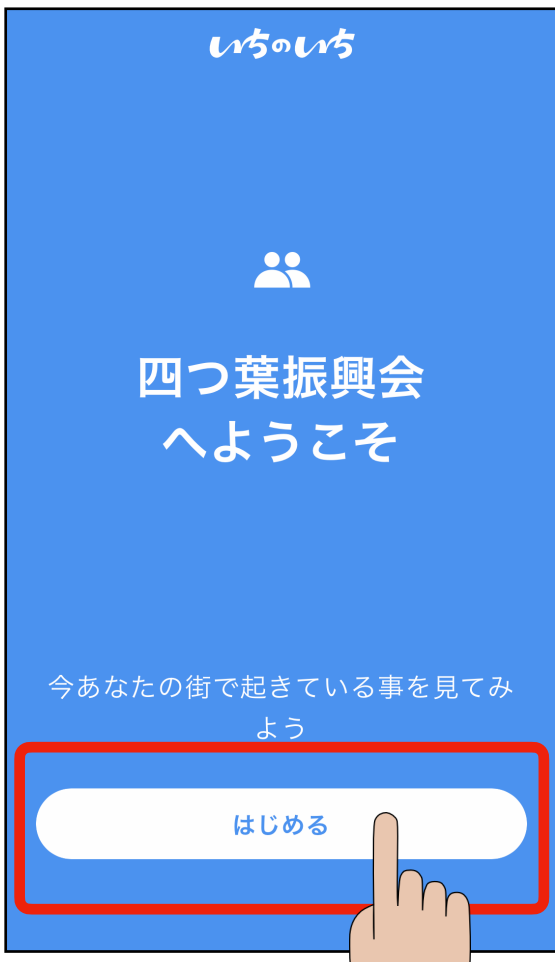 いちのいち
四つ葉振興会
へようこそ
今あなたの街で起きている事を見てみ
よう
はじめる